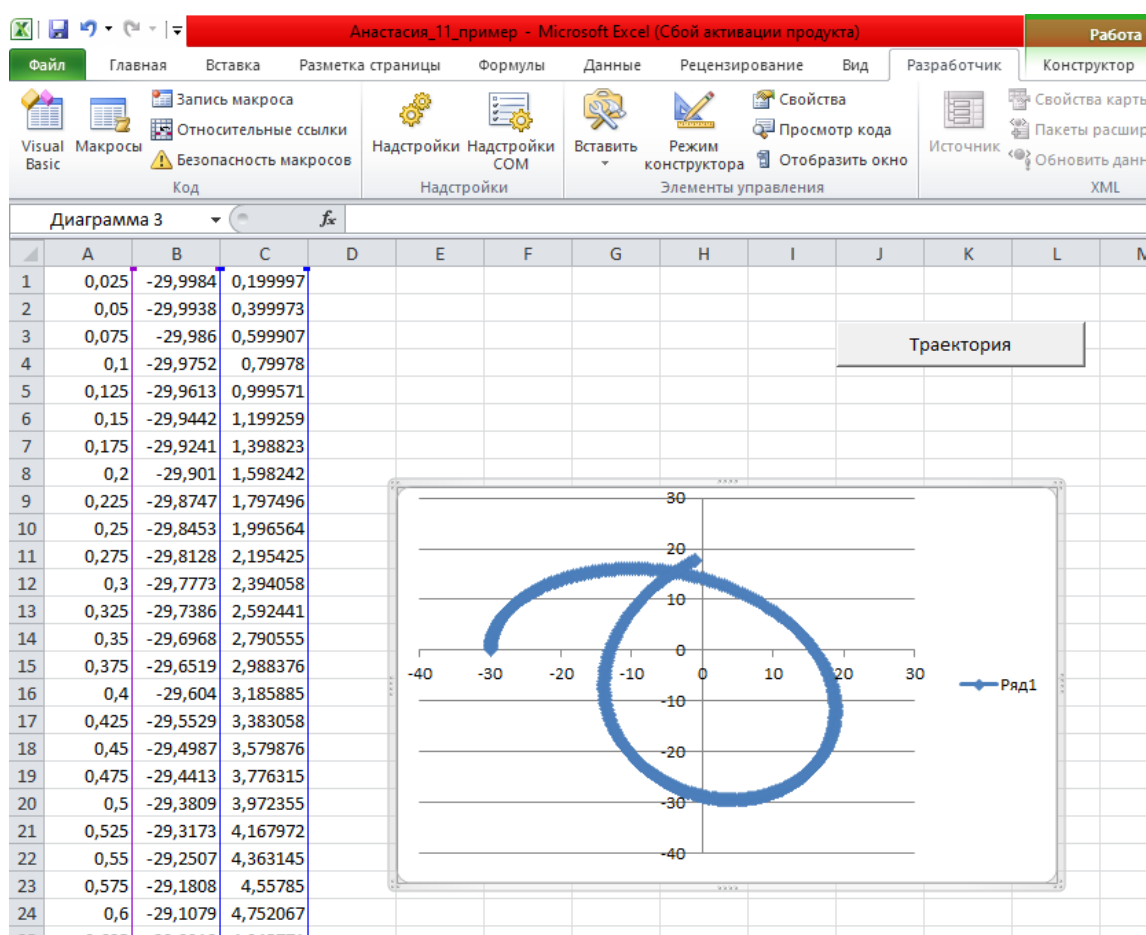 Анастасия_11_пример - Microsoft Excel (Сбой активации продукта)
Работа
Файл Главная Вставка Разметка страницы Формулы Данные Рецензирование Вид Разработчик Конструктор
Visual Basic
Макросы
Запись макроса
Относительные ссылки
Безопасность макросов
Код
Надстройки
Надстройки COM
Надстройки
Вставить
Режим конструктора
Свойства
Просмотр кода
Отобразить окно
Элементы управления
Источник
Свойства карты
Пакеты расшир
Обновить данн
XML
Диаграмма 3 fx
A B C D E F G H I J K L
1 0,025 -29,9984 0,199997
2 0,05 -29,9938 0,399973
3 0,075 -29,986 0,599907
4 0,1 -29,9752 0,79978
5 0,125 -29,9613 0,999571
6 0,15 -29,9442 1,199259
7 0,175 -29,9241 1,398823
8 0,2 -29,901 1,598242
9 0,225 -29,8747 1,797496
10 0,25 -29,8453 1,996564
11 0,275 -29,8128 2,195425
12 0,3 -29,7773 2,394058
13 0,325 -29,7386 2,592441
14 0,35 -29,6968 2,790555
15 0,375 -29,6519 2,988376
16 0,4 -29,604 3,185885
17 0,425 -29,5529 3,383058
18 0,45 -29,4987 3,579876
19 0,475 -29,4413 3,776315
20 0,5 -29,3809 3,972355
21 0,525 -29,3173 4,167972
22 0,55 -29,2507 4,363145
23 0,575 -29,1808 4,55785
24 0,6 -29,1079 4,752067
Траектория
30
20
10
0
-40 -30 -20 -10 0 10 20 30
-10
-20
-30
-40
Ряд1